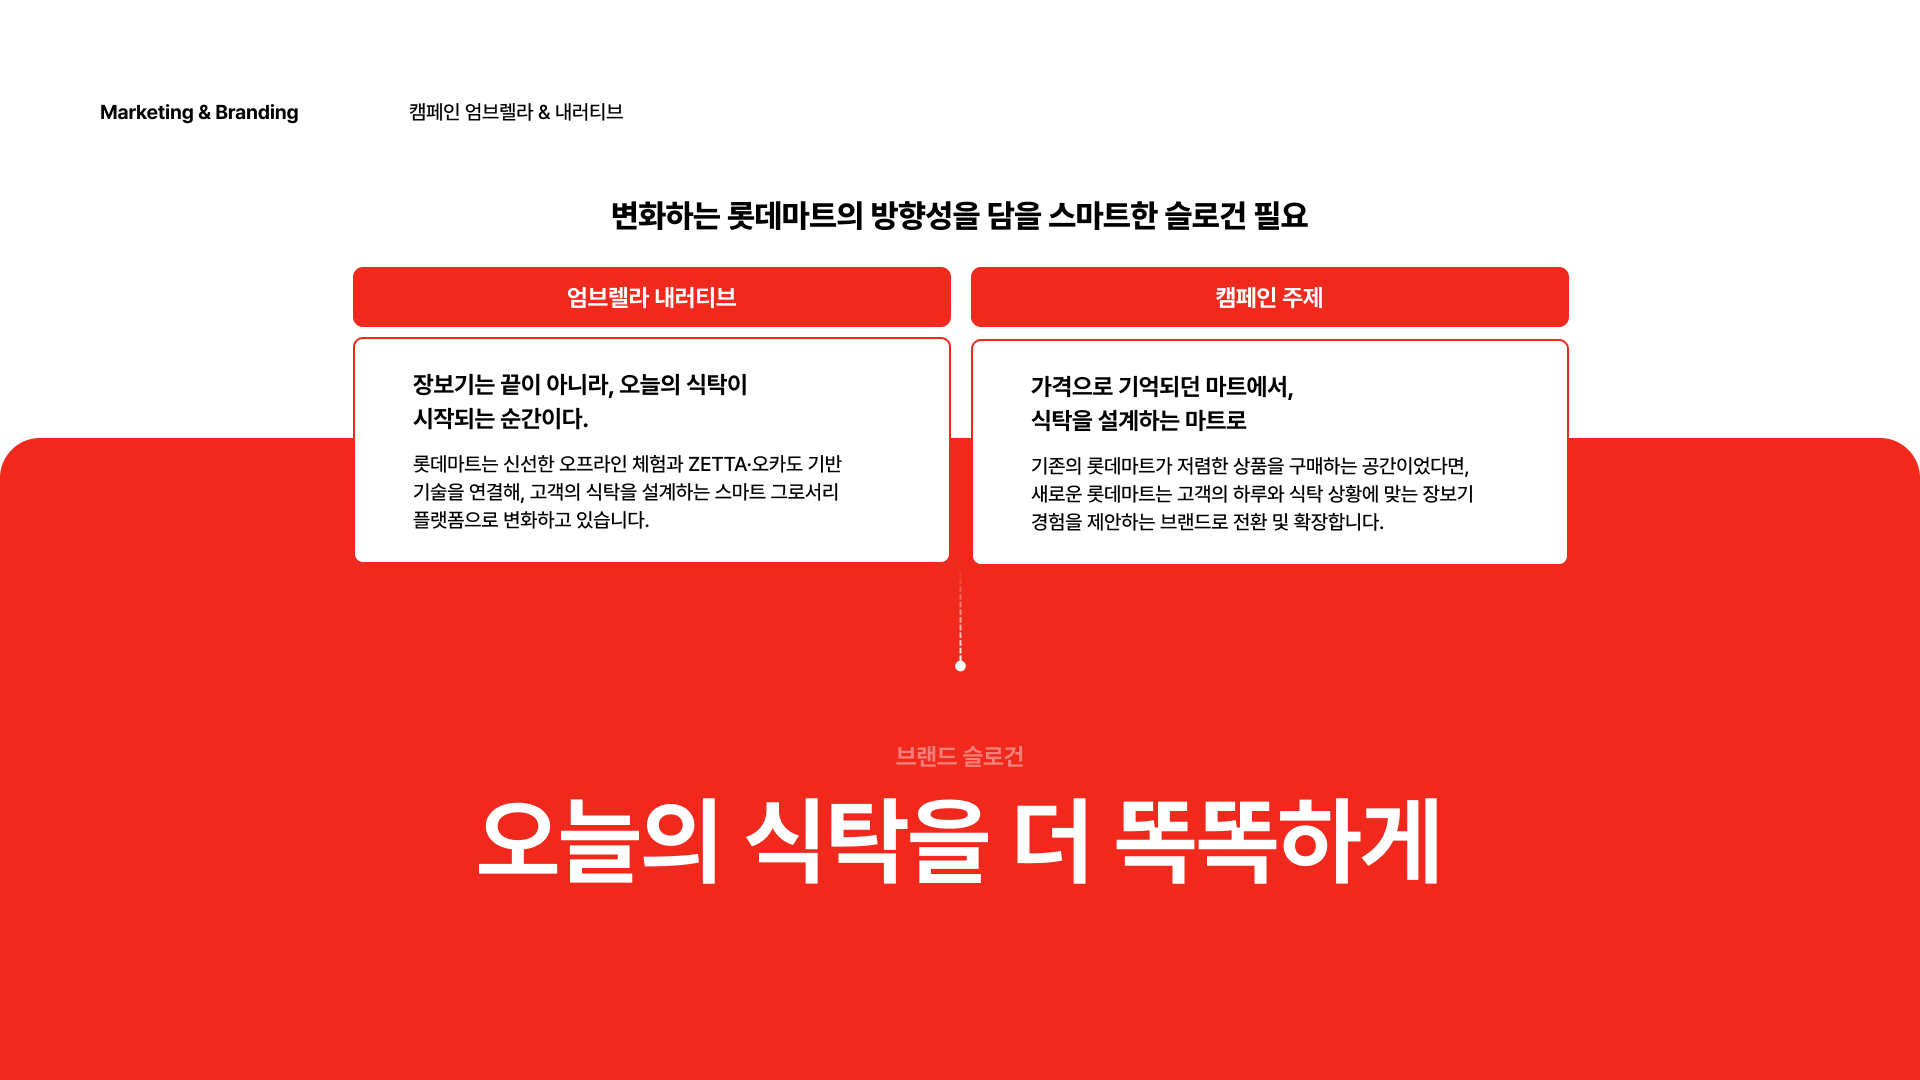 Marketing & Branding
캠페인 엄브렐라 & 내러티브
변화하는 롯데마트의 방향성을 담을 스마트한 슬로건 필요
엄브렐라 내러티브
장보기는 끝이 아니라, 오늘의 식탁이
시작되는 순간이다.
롯데마트는 신선한 오프라인 체험과 ZETTA·오카도 기반
기술을 연결해, 고객의 식탁을 설계하는 스마트 그로서리
플랫폼으로 변화하고 있습니다.
캠페인 주제
가격으로 기억되던 마트에서,
식탁을 설계하는 마트로
기존의 롯데마트가 저렴한 상품을 구매하는 공간이었다면,
새로운 롯데마트는 고객의 하루와 식탁 상황에 맞는 장보기
경험을 제안하는 브랜드로 전환 및 확장합니다.
브랜드 슬로건
오늘의 식탁을 더 똑똑하게